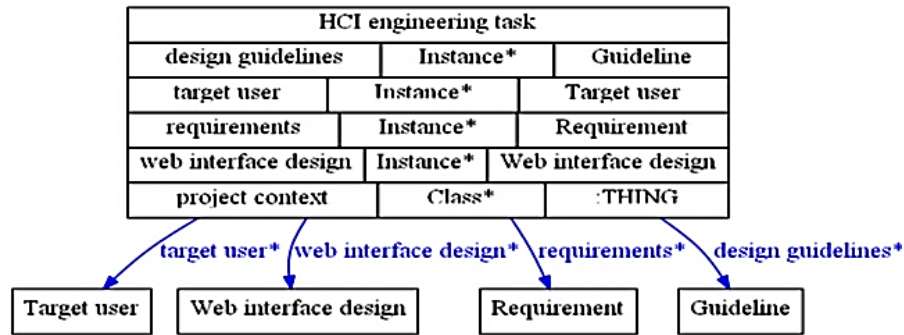 HCI engineering task
design guidelines Instance* Guideline
target user Instance* Target user
requirements Instance* Requirement
web interface design Instance* Web interface design
project context Class* :THING
target user* web interface design* requirements* design guidelines*
Target user Web interface design Requirement Guideline